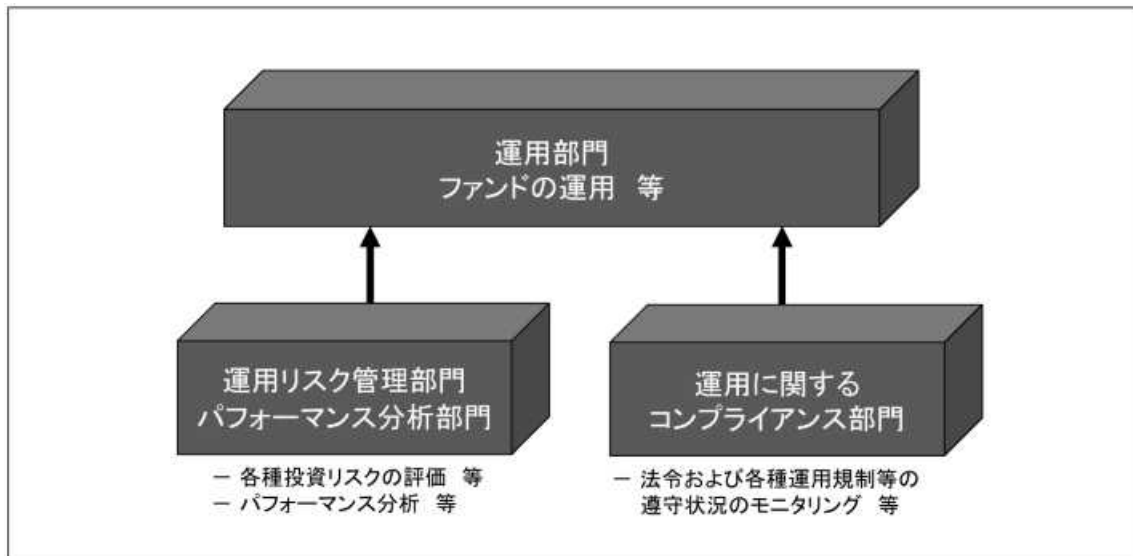 運用部門
ファンドの運用 等
運用リスク管理部門
パフォーマンス分析部門
－ 各種投資リスクの評価 等
－ パフォーマンス分析 等
運用に関する
コンプライアンス部門
－ 法令および各種運用規制等の
遵守状況のモニタリング 等